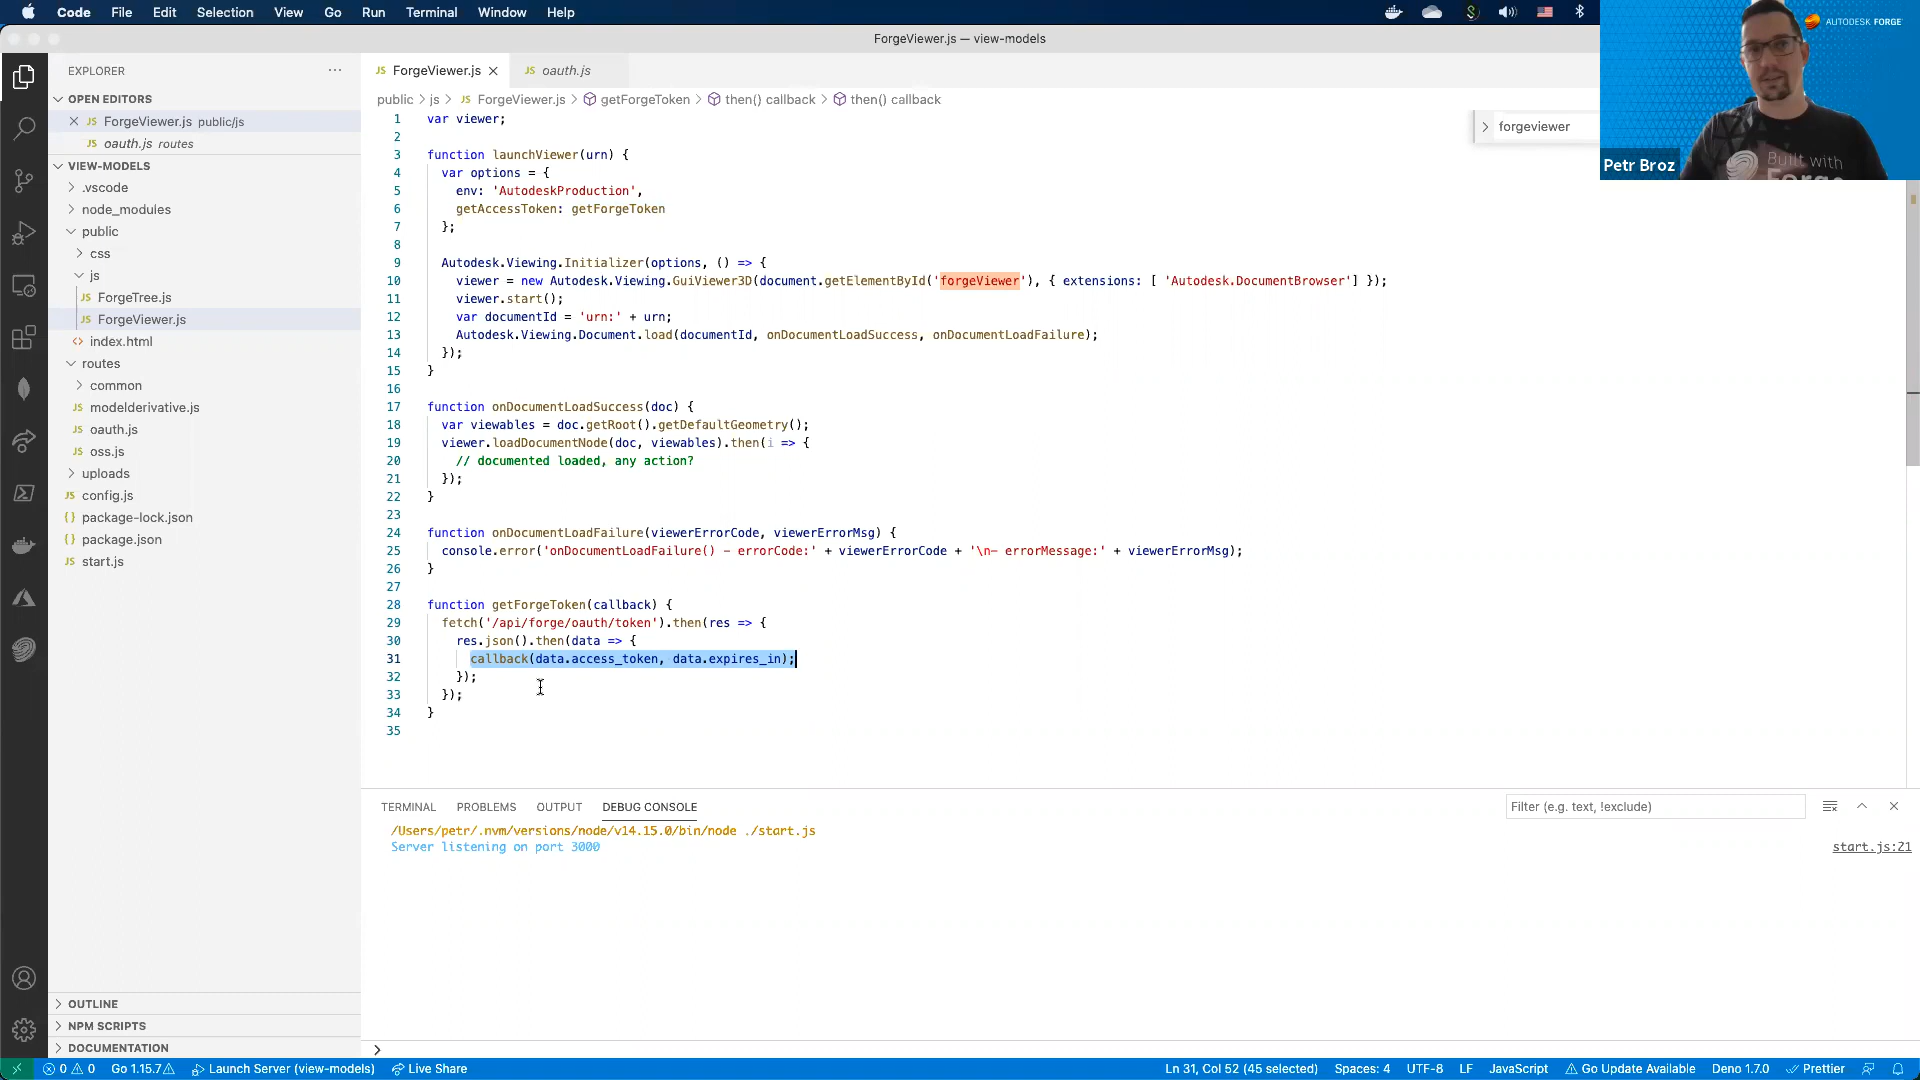 Code File Edit Selection View Go Run Terminal Window Help
ForgeViewer.js — view-models
AUTODESK FORGE
Built with
Petr Broz
EXPLORER
OPEN EDITORS
ForgeViewer.js public/js
oauth.js routes
VIEW-MODELS
.vscode
node_modules
public
css
js
ForgeTree.js
ForgeViewer.js
index.html
routes
common
modelderivative.js
oauth.js
oss.js
uploads
config.js
package-lock.json
package.json
start.js
OUTLINE
NPM SCRIPTS
DOCUMENTATION
JS ForgeViewer.js JS oauth.js
public > js > JS ForgeViewer.js > getForgeToken > then() callback > then() callback
forgeviewer
1 var viewer;
2
3 function launchViewer(urn) {
4 var options = {
5 env: 'AutodeskProduction',
6 getAccessToken: getForgeToken
7 };
8
9 Autodesk.Viewing.Initializer(options, () => {
10 viewer = new Autodesk.Viewing.GuiViewer3D(document.getElementById('forgeViewer'), { extensions: [ 'Autodesk.DocumentBrowser'] });
11 viewer.start();
12 var documentId = 'urn:' + urn;
13 Autodesk.Viewing.Document.load(documentId, onDocumentLoadSuccess, onDocumentLoadFailure);
14 });
15 }
16
17 function onDocumentLoadSuccess(doc) {
18 var viewables = doc.getRoot().getDefaultGeometry();
19 viewer.loadDocumentNode(doc, viewables).then(i => {
20 // documented loaded, any action?
21 });
22 }
23
24 function onDocumentLoadFailure(viewerErrorCode, viewerErrorMsg) {
25 console.error('onDocumentLoadFailure() - errorCode:' + viewerErrorCode + '\n- errorMessage:' + viewerErrorMsg);
26 }
27
28 function getForgeToken(callback) {
29 fetch('/api/forge/oauth/token').then(res => {
30 res.json().then(data => {
31 callback(data.access_token, data.expires_in);
32 });
33 });
34 }
35
TERMINAL PROBLEMS OUTPUT DEBUG CONSOLE
Filter (e.g. text, !exclude)
/Users/petr/.nvm/versions/node/v14.15.0/bin/node ./start.js
Server listening on port 3000
start.js:21
0 0 Go 1.15.7 Launch Server (view-models) Live Share
Ln 31, Col 52 (45 selected) Spaces: 4 UTF-8 LF JavaScript Go Update Available Deno 1.7.0 Prettier